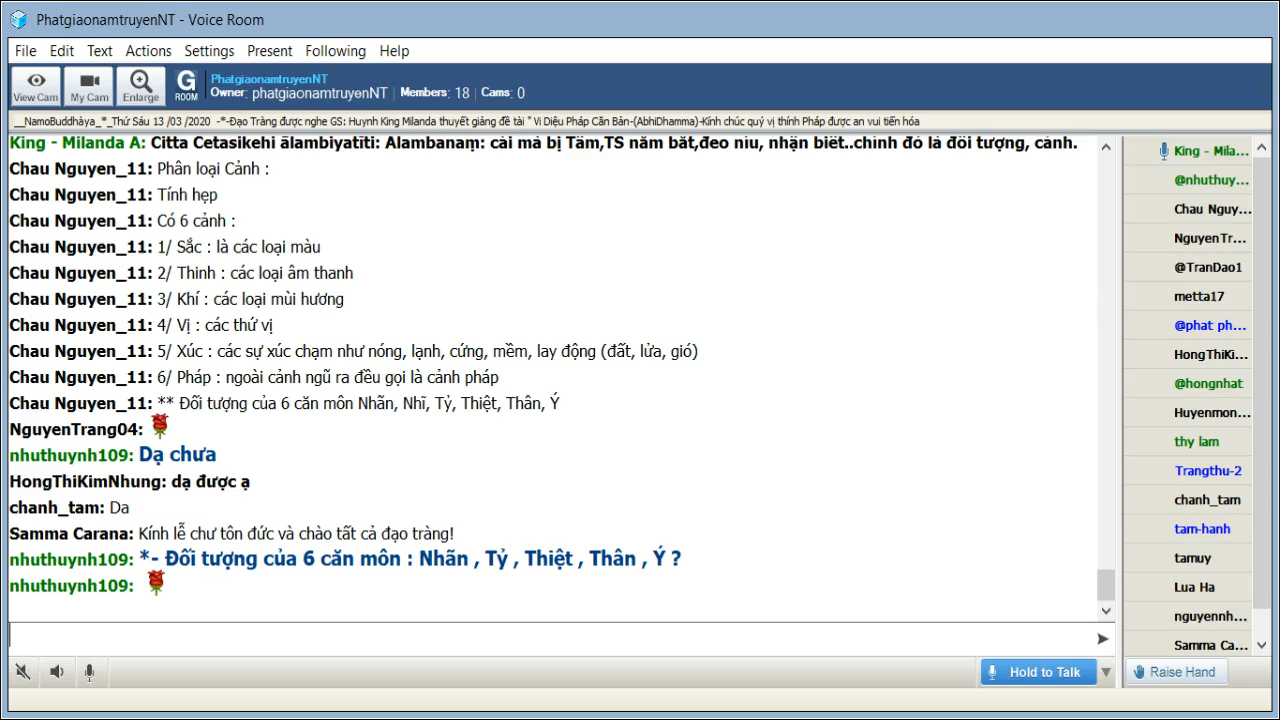 PhatgiaonamtruyenNT - Voice Room
File Edit Text Actions Settings Present Following Help
View Cam My Cam Enlarge G ROOM
PhatgiaonamtruyenNT
Owner: phatgiaonamtruyenNT | Members: 18 | Cams: 0
__NamoBuddhàya_*_Thứ Sáu 13 /03 /2020 -*-Đạo Tràng được nghe GS: Huynh King Milanda thuyết giảng đề tài " Vi Diệu Pháp Căn Bản-(AbhiDhamma)-Kính chúc quý vị thính Pháp được an vui tiến hóa
King - Milanda A: Citta Cetasikehi ālambiyatīti: Alambanaṃ: cái mà bị Tâm,TS năm bắt,đeo níu, nhận biết..chính đó là đối tượng, cảnh.
Chau Nguyen_11: Phân loại Cảnh :
Chau Nguyen_11: Tính hẹp
Chau Nguyen_11: Có 6 cảnh :
Chau Nguyen_11: 1/ Sắc : là các loại màu
Chau Nguyen_11: 2/ Thinh : các loại âm thanh
Chau Nguyen_11: 3/ Khí : các loại mùi hương
Chau Nguyen_11: 4/ Vị : các thứ vị
Chau Nguyen_11: 5/ Xúc : các sự xúc chạm như nóng, lạnh, cứng, mềm, lay động (đất, lửa, gió)
Chau Nguyen_11: 6/ Pháp : ngoài cảnh ngũ ra đều gọi là cảnh pháp
Chau Nguyen_11: ** Đối tượng của 6 căn môn Nhãn, Nhĩ, Tỷ, Thiệt, Thân, Ý
NguyenTrang04:
nhuthuynh109: Dạ chưa
HongThiKimNhung: dạ được ạ
chanh_tam: Da
Samma Carana: Kính lễ chư tôn đức và chào tất cả đạo tràng!
nhuthuynh109: *- Đối tượng của 6 căn môn : Nhãn , Tỷ , Thiệt , Thân , Ý ?
nhuthuynh109:
King - Mila...
@nhuthuy...
Chau Nguy...
NguyenTr...
@TranDao1
metta17
@phat ph...
HongThiKi...
@hongnhat
Huyenmon...
thy lam
Trangthu-2
chanh_tam
tam-hanh
tamuy
Lua Ha
nguyennh...
Samma Ca...
Hold to Talk
Raise Hand